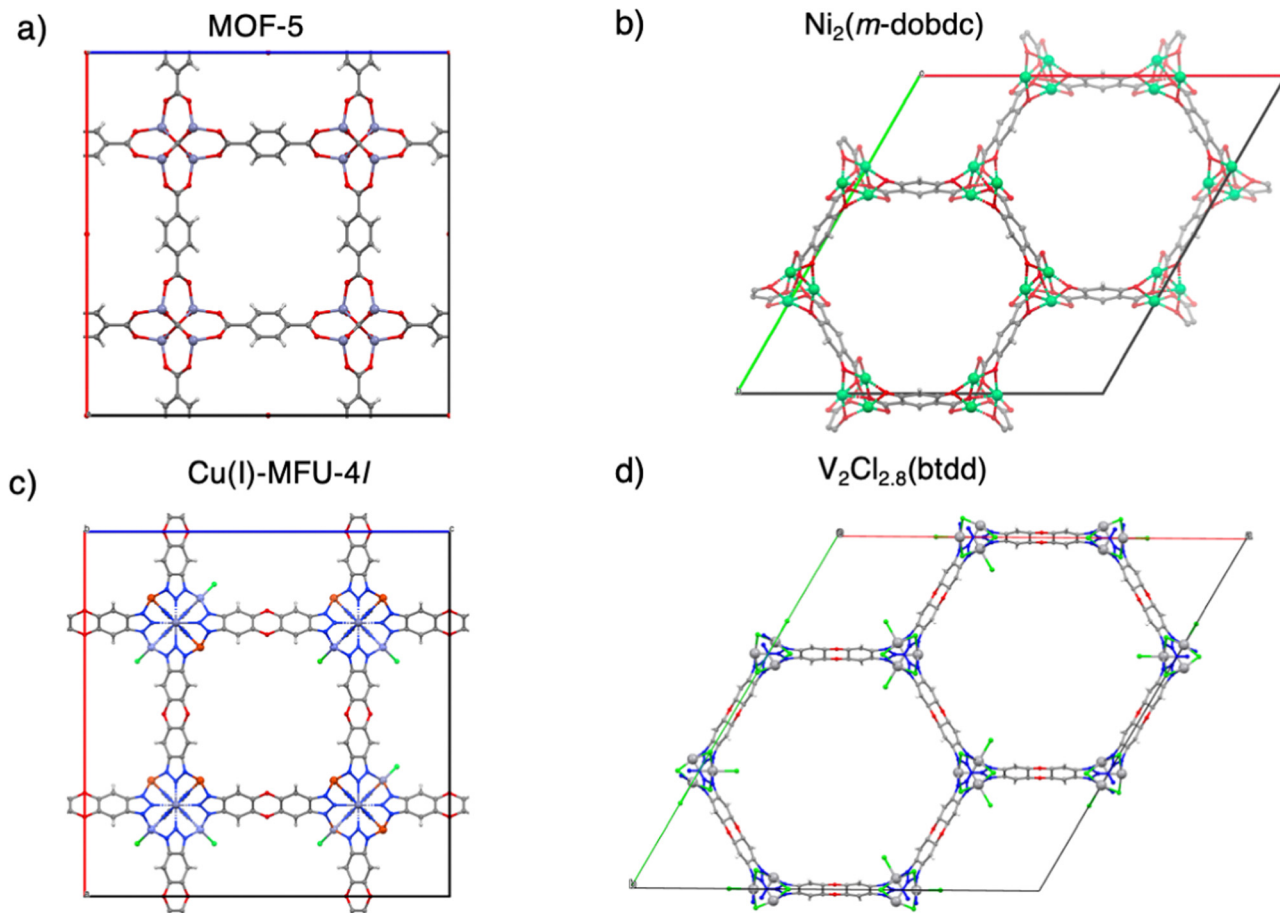 a) MOF-5
b) Ni₂(m-dobdc)
c) Cu(I)-MFU-4l
d) V₂Cl₂.₈(btdd)